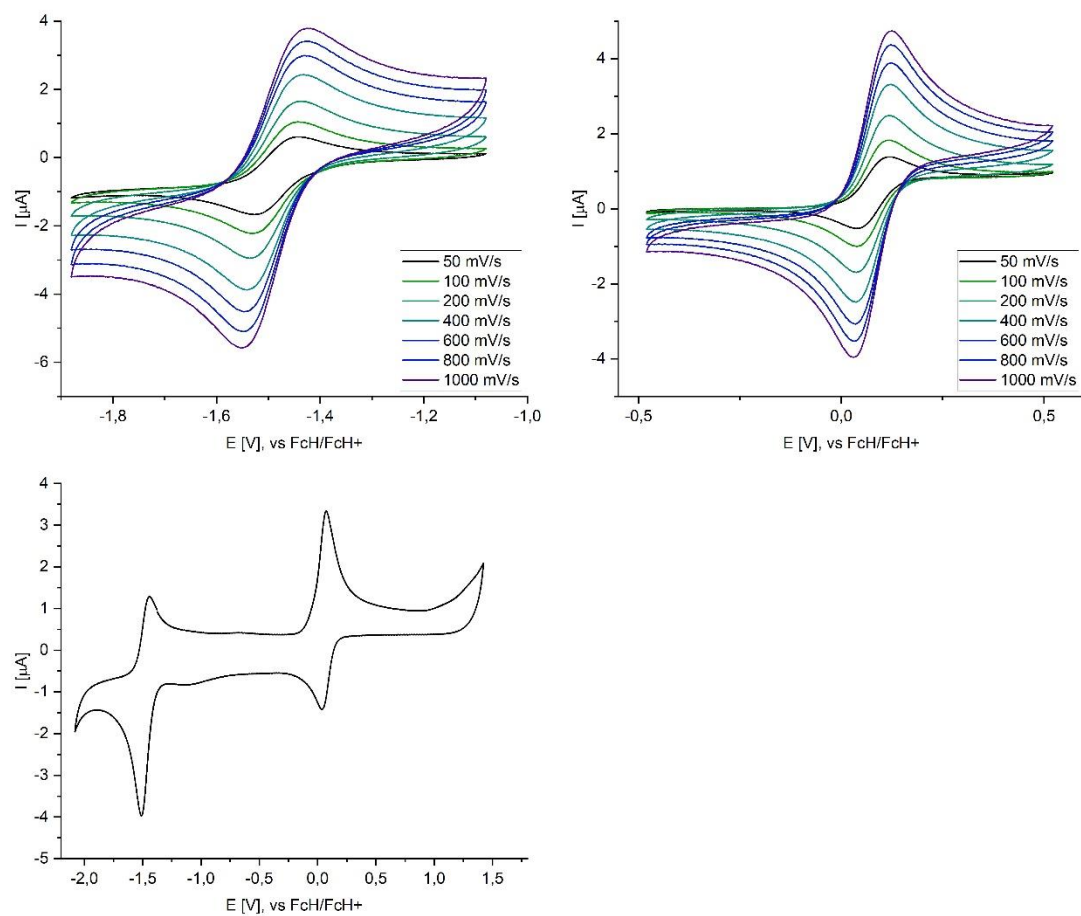 4
2
0
-2
-4
-6
I [µA]
50 mV/s
100 mV/s
200 mV/s
400 mV/s
600 mV/s
800 mV/s
1000 mV/s
-1,8
-1,6
-1,4
-1,2
-1,0
E [V], vs FcH/FcH+
4
2
0
-2
-4
I [µA]
50 mV/s
100 mV/s
200 mV/s
400 mV/s
600 mV/s
800 mV/s
1000 mV/s
-0,5
0,0
0,5
E [V], vs FcH/FcH+
4
3
2
1
0
-1
-2
-3
-4
-5
I [µA]
-2,0
-1,5
-1,0
-0,5
0,0
0,5
1,0
1,5
E [V], vs FcH/FcH+